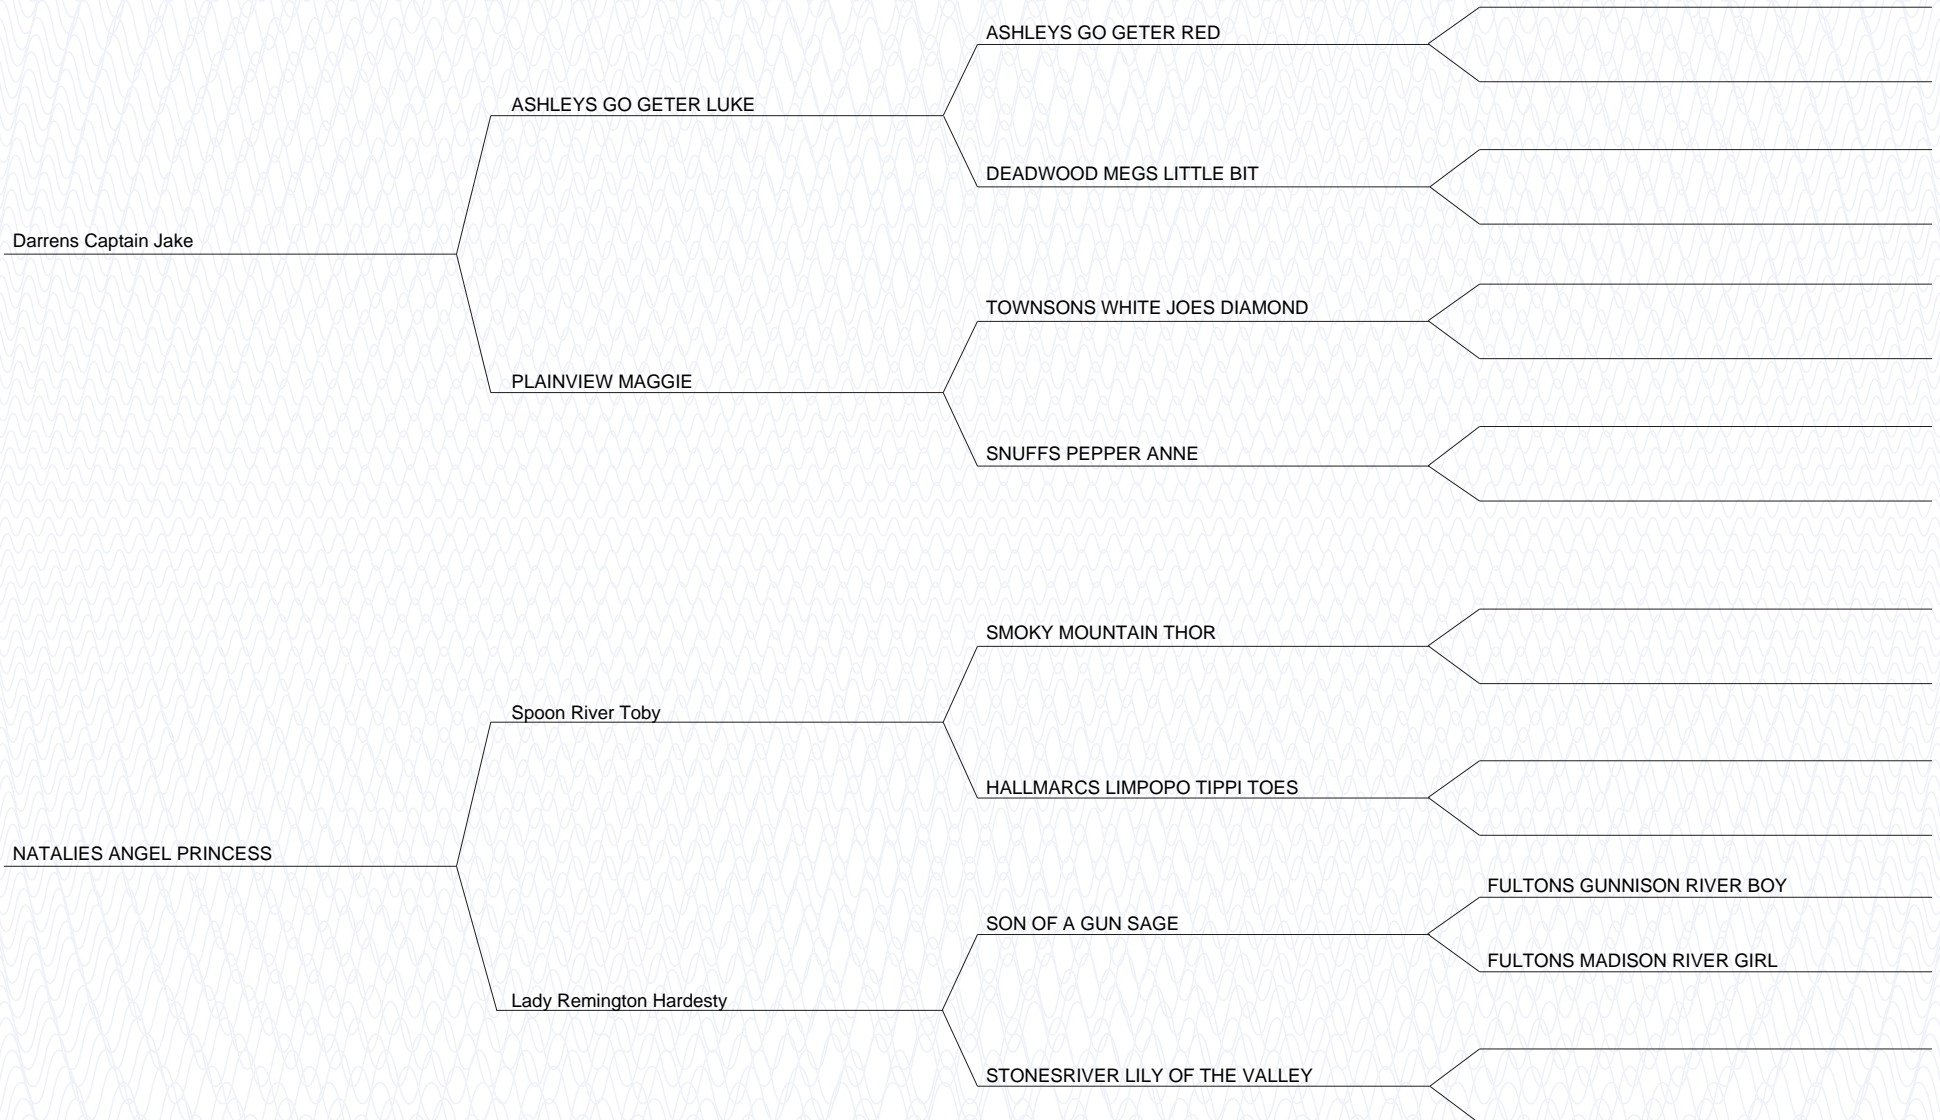 ASHLEYS GO GETER RED
ASHLEYS GO GETER LUKE
DEADWOOD MEGS LITTLE BIT
Darrens Captain Jake
TOWNSONS WHITE JOES DIAMOND
PLAINVIEW MAGGIE
SNUFFS PEPPER ANNE
SMOKY MOUNTAIN THOR
Spoon River Toby
HALLMARCS LIMPOPO TIPPI TOES
NATALIES ANGEL PRINCESS
FULTONS GUNNISON RIVER BOY
SON OF A GUN SAGE
FULTONS MADISON RIVER GIRL
Lady Remington Hardesty
STONESRIVER LILY OF THE VALLEY